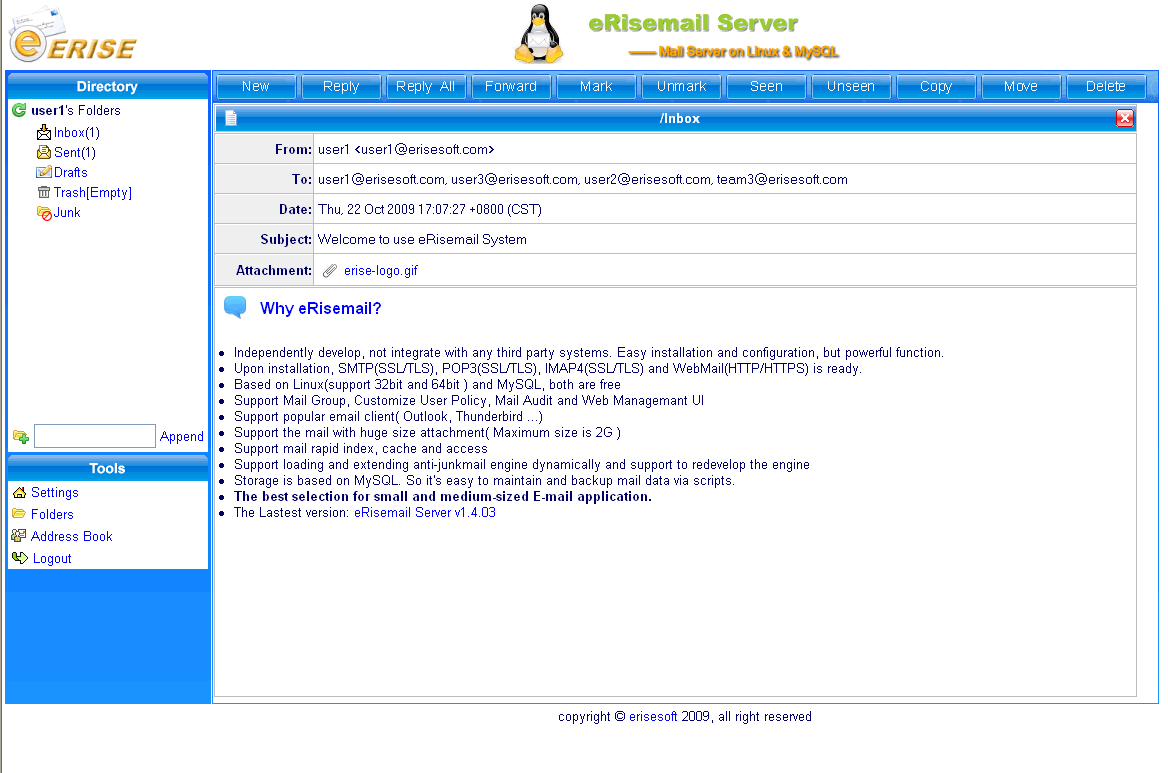 e ERISE
eRisemail Server
Mail Server on Linux & MySQL
Directory
user1's Folders
Inbox(1)
Sent(1)
Drafts
Trash[Empty]
Junk
Append
Tools
Settings
Folders
Address Book
Logout
New Reply Reply All Forward Mark Unmark Seen Unseen Copy Move Delete
/Inbox
From: user1 <user1@erisesoft.com>
To: user1@erisesoft.com, user3@erisesoft.com, user2@erisesoft.com, team3@erisesoft.com
Date: Thu, 22 Oct 2009 17:07:27 +0800 (CST)
Subject: Welcome to use eRisemail System
Attachment: erise-logo.gif
Why eRisemail?
Independently develop, not integrate with any third party systems. Easy installation and configuration, but powerful function.
Upon installation, SMTP(SSL/TLS), POP3(SSL/TLS), IMAP4(SSL/TLS) and WebMail(HTTP/HTTPS) is ready.
Based on Linux(support 32bit and 64bit ) and MySQL, both are free
Support Mail Group, Customize User Policy, Mail Audit and Web Managemant UI
Support popular email client( Outlook, Thunderbird ...)
Support the mail with huge size attachment( Maximum size is 2G )
Support mail rapid index, cache and access
Support loading and extending anti-junkmail engine dynamically and support to redevelop the engine
Storage is based on MySQL. So it's easy to maintain and backup mail data via scripts.
The best selection for small and medium-sized E-mail application.
The Lastest version: eRisemail Server v1.4.03
copyright © erisesoft 2009, all right reserved